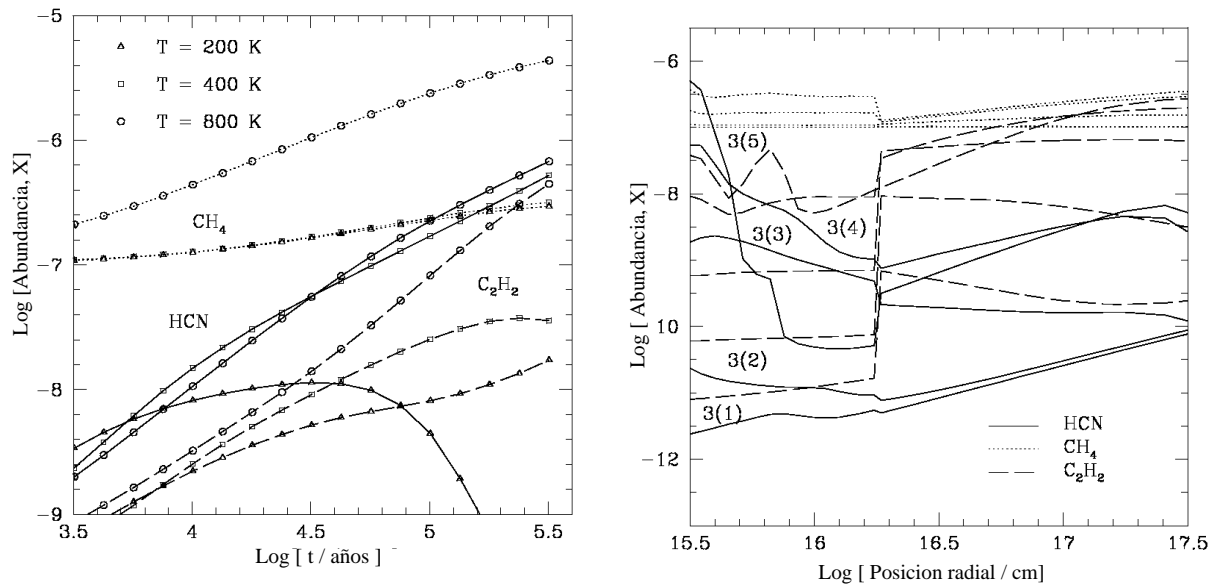 -5
T = 200 K
T = 400 K
T = 800 K
-6
CH4
-7
C2H2
HCN
-8
-9
3.5 4 4.5 5 5.5
Log [Abundancia, X]
Log [ t / años ]
-6
3(5)
-8
3(4)
3(3)
10
3(2)
3(1)
HCN
CH4
C2H2
-12
15.5 16 16.5 17 17.5
Log [ Abundancia, X]
Log [ Posicion radial / cm]